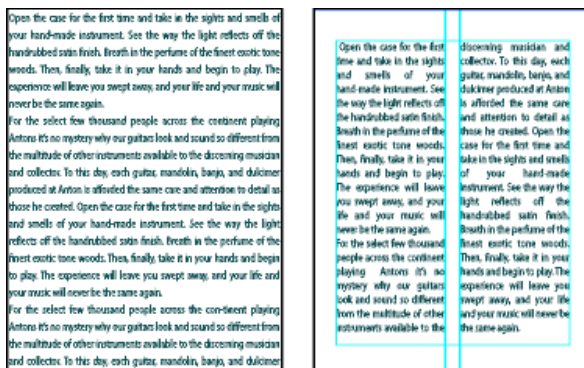 Open the case for the first time and take in the sights and smells of
your hand-made instrument. See the way the light reflects off the
handrubbed satin finish. Breath in the perfume of the finest exotic tone
woods. Then, finally, take it in your hands and begin to play. The
experience will leave you swept away, and your life and your music will
never be the same again.
For the select few thousand people across the continent playing
Antons it's no mystery why our guitars look and sound so different from
the multitude of other instruments available to the discerning musician
and collector. To this day, each guitar, mandolin, banjo, and dulcimer
produced at Anton is afforded the same care and attention to detail as
those he created. Open the case for the first time and take in the sights
and smells of your hand-made instrument. See the way the light
reflects off the handrubbed satin finish. Breath in the perfume of the
finest exotic tone woods. Then, finally, take it in your hands and begin
to play. The experience will leave you swept away, and your life and
your music will never be the same again.
For the select few thousand people across the con-tinent playing
Antons it's no mystery why our guitars look and sound so different from
the multitude of other instruments available to the discerning musician
and collector. To this day, each guitar, mandolin, banjo, and dulcimer
Open the case for the first
time and take in the sights
and smells of your
hand-made instrument. See
the way the light reflects off
the handrubbed satin finish.
Breath in the perfume of the
finest exotic tone woods.
Then, finally, take it in your
hands and begin to play.
The experience will leave
you swept away, and your
life and your music will
never be the same again.
For the select few thousand
people across the continent
playing Antons it's no
mystery why our guitars
look and sound so different
from the multitude of other
instruments available to the
discerning musician and
collector. To this day, each
guitar, mandolin, banjo, and
dulcimer produced at Anton
is afforded the same care
and attention to detail as
those he created. Open the
case for the first time and
take in the sights and smells
of your hand-made
instrument. See the way the
light reflects off the
handrubbed satin finish.
Breath in the perfume of the
finest exotic tone woods.
Then, finally, take it in your
hands and begin to play. The
experience will leave you
swept away, and your life
and your music will never be
the same again.